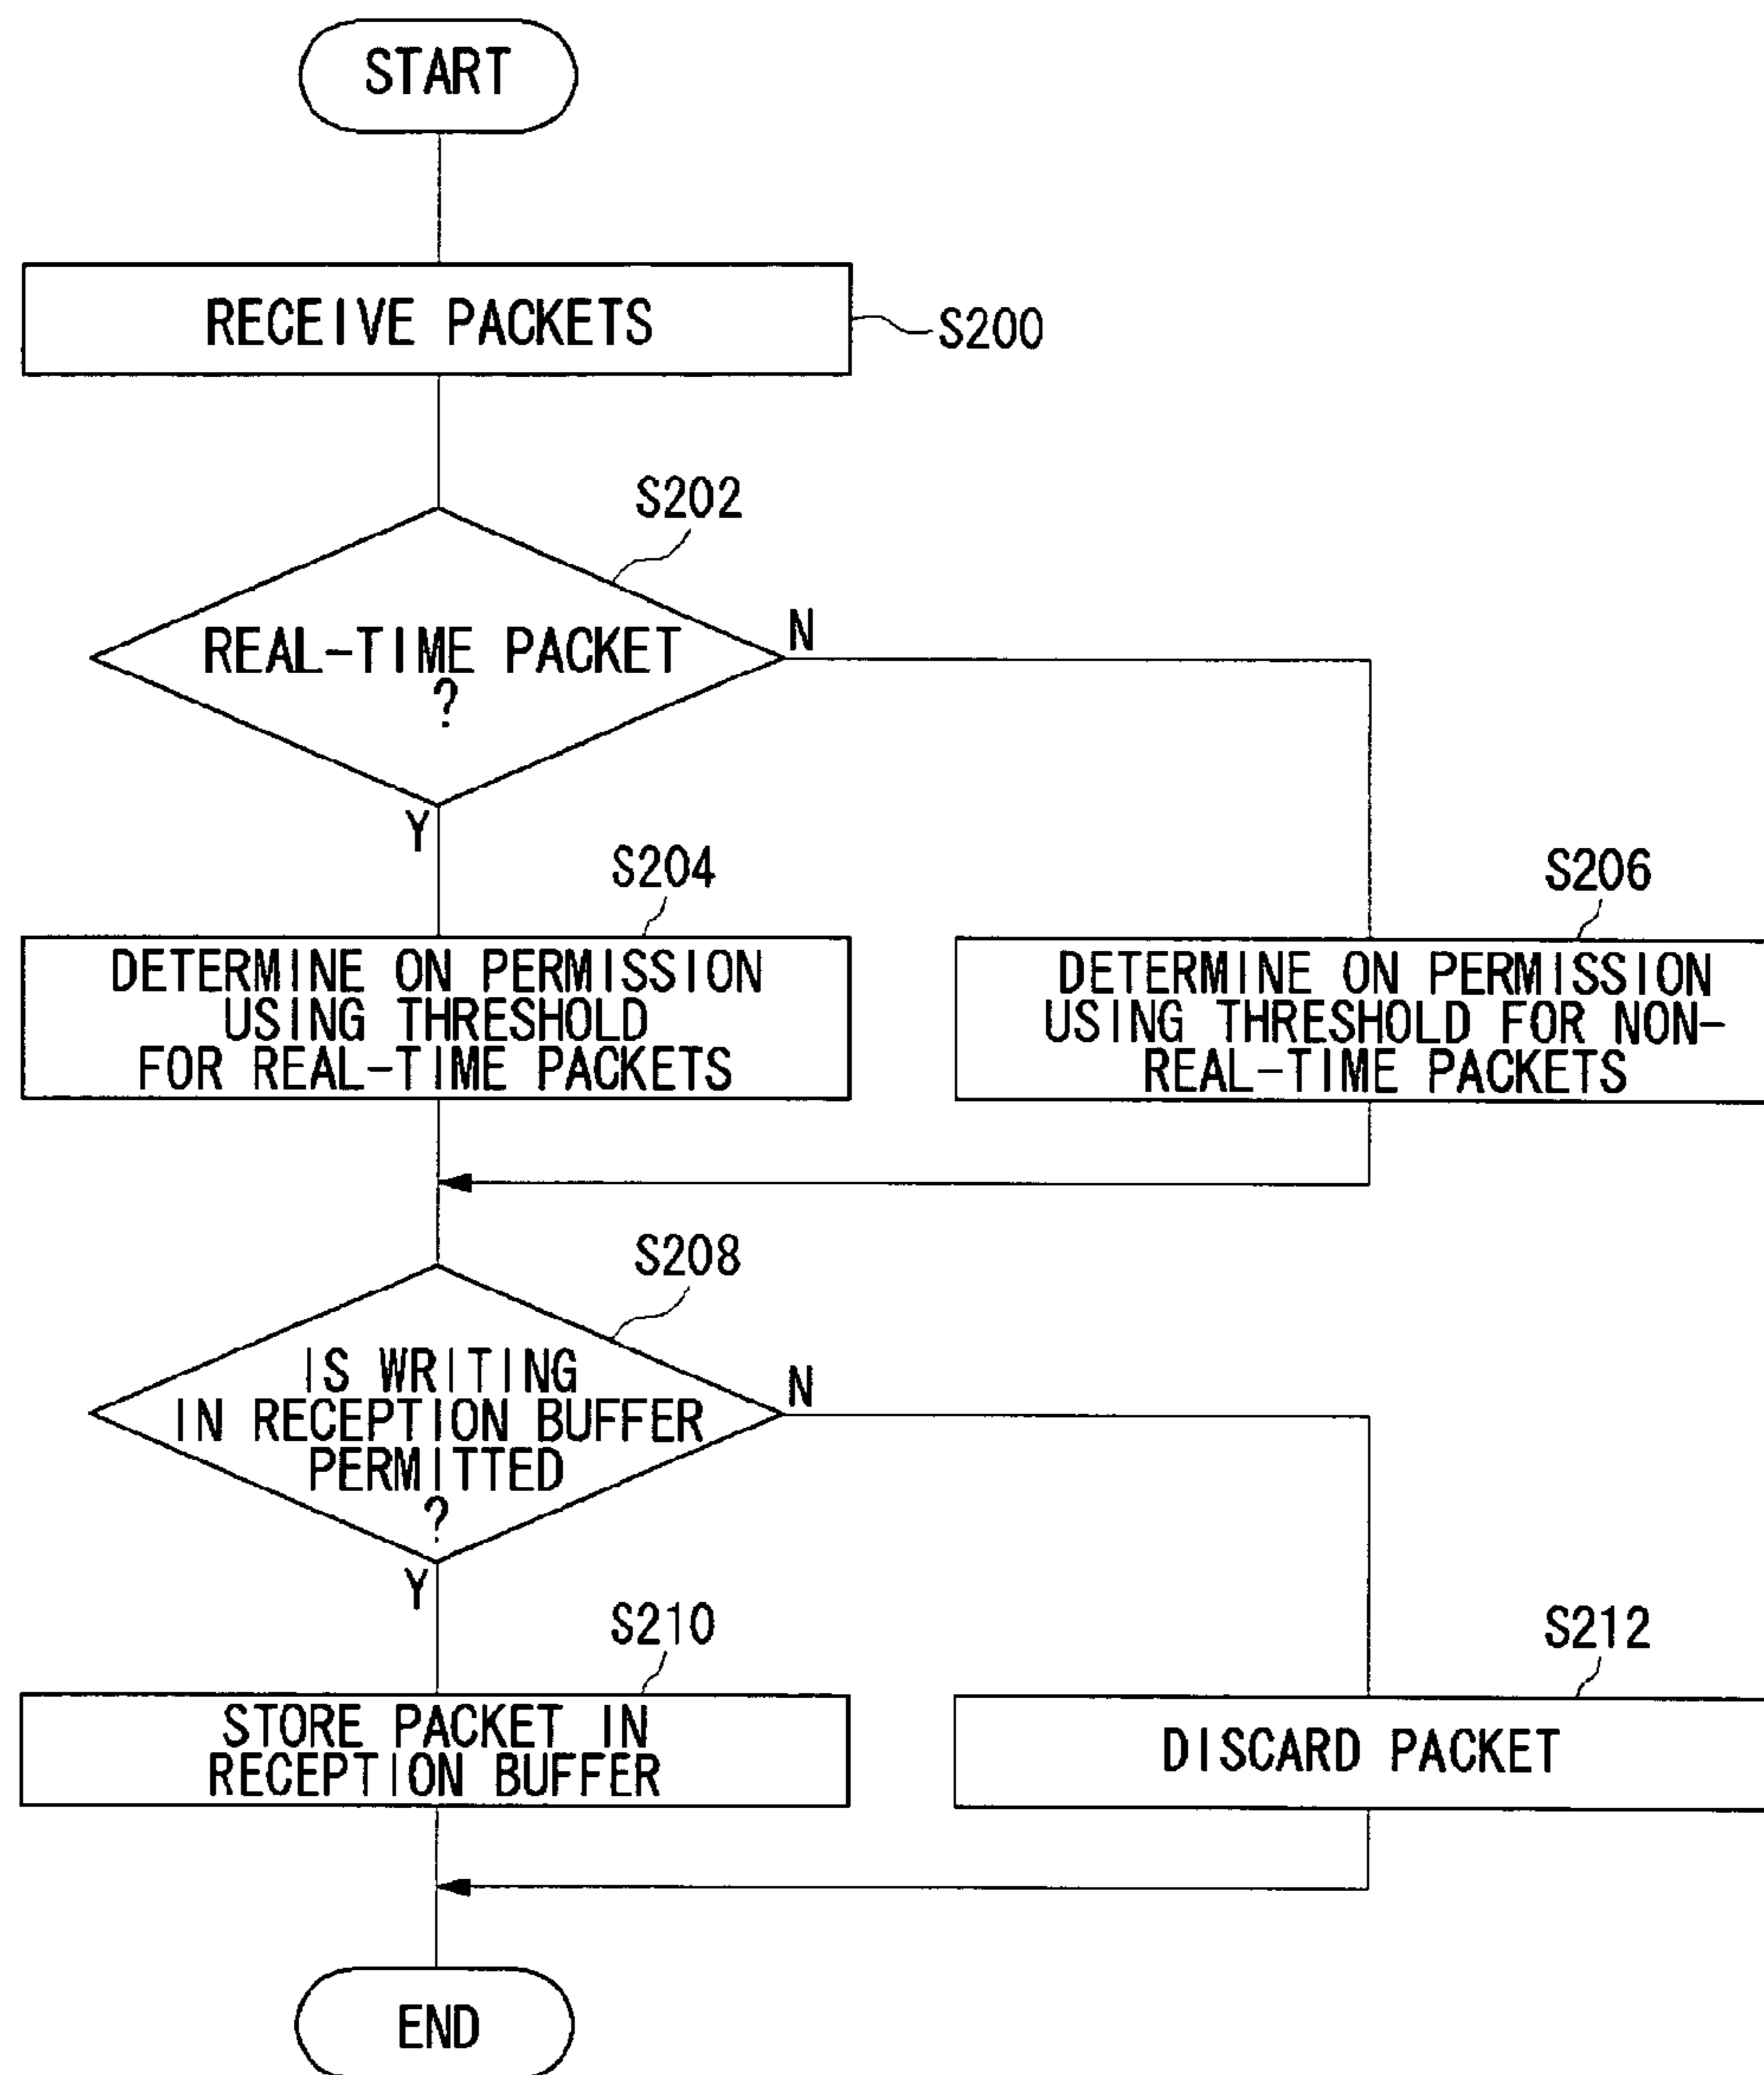 START
RECEIVE PACKETS
S200
S202
REAL-TIME PACKET
?
N
Y
S204
DETERMINE ON PERMISSION
USING THRESHOLD
FOR REAL-TIME PACKETS
S206
DETERMINE ON PERMISSION
USING THRESHOLD FOR NON-
REAL-TIME PACKETS
S208
IS WRITING
IN RECEPTION BUFFER
PERMITTED
?
N
Y
S210
STORE PACKET IN
RECEPTION BUFFER
S212
DISCARD PACKET
END